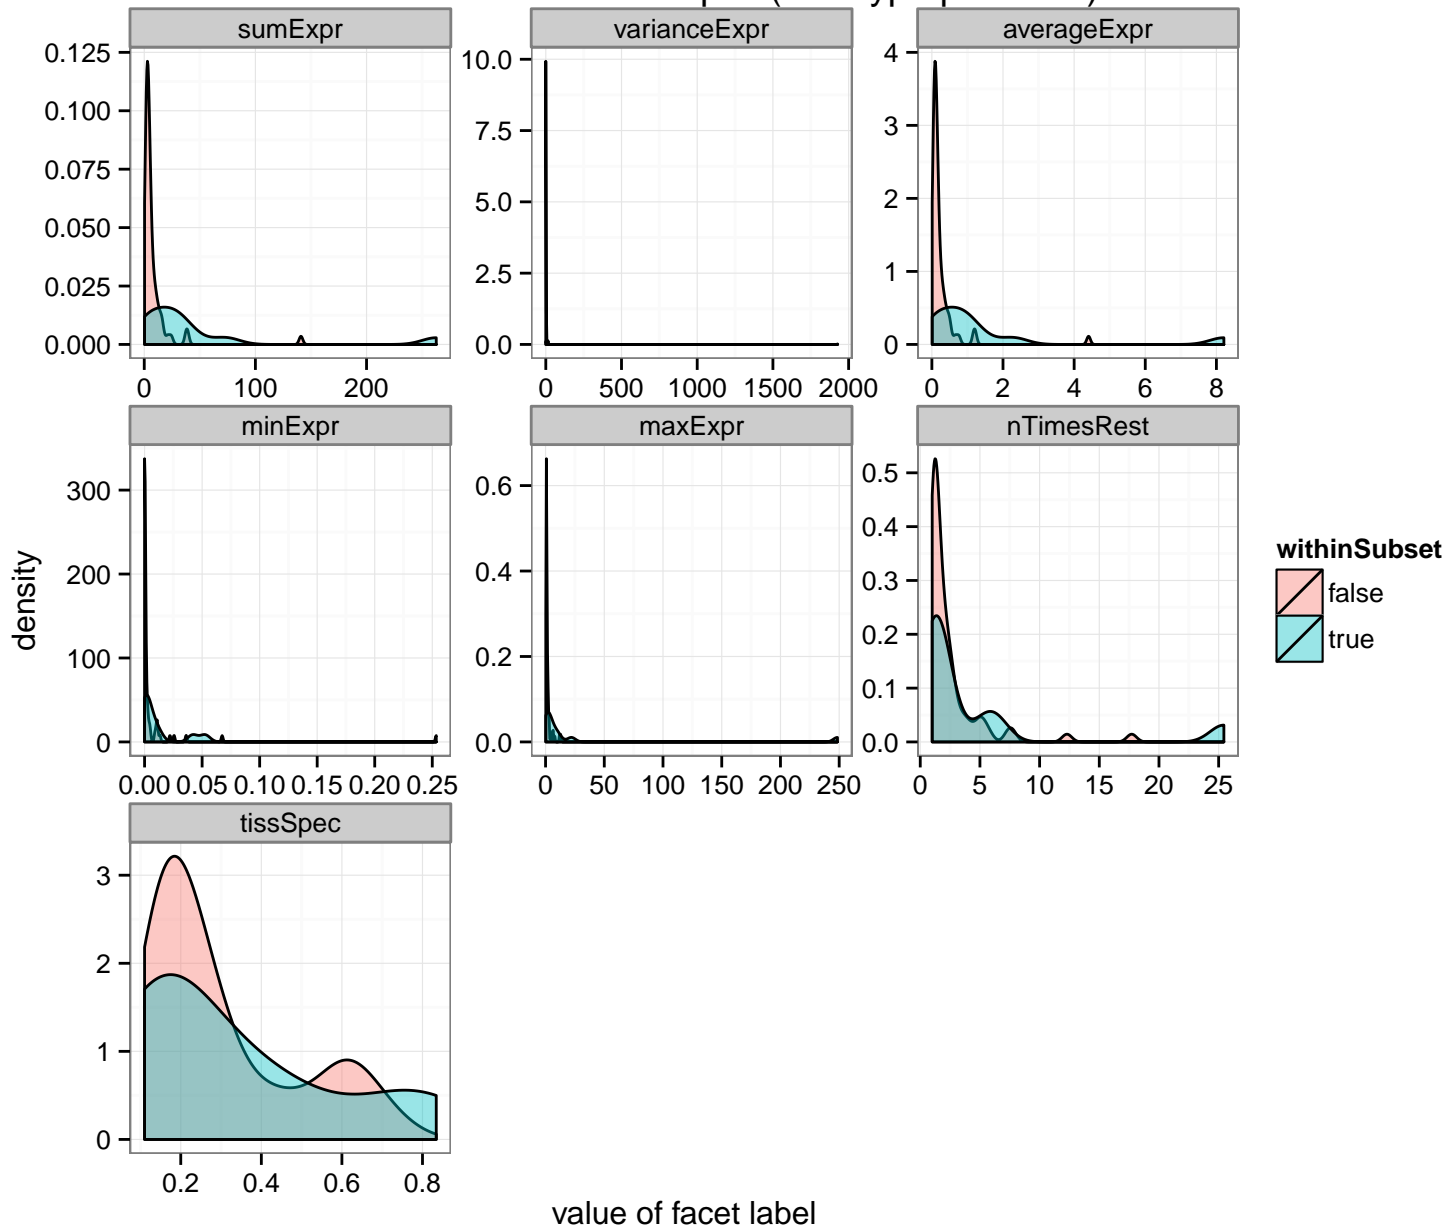 sumExpr varianceExpr averageExpr
0.125 0.100 0.075 0.050 0.025 0.000
10.0 7.5 5.0 2.5 0.0
4 3 2 1 0
0 100 200
0 500 1000 1500 2000
0 2 4 6 8
minExpr maxExpr nTimesRest
300 200 100 0
0.6 0.4 0.2 0.0
0.5 0.4 0.3 0.2 0.1 0.0
0.00 0.05 0.10 0.15 0.20 0.25
0 50 100 150 200 250
0 5 10 15 20 25
tissSpec
3 2 1 0
0.2 0.4 0.6 0.8
density
value of facet label
withinSubset
false
true